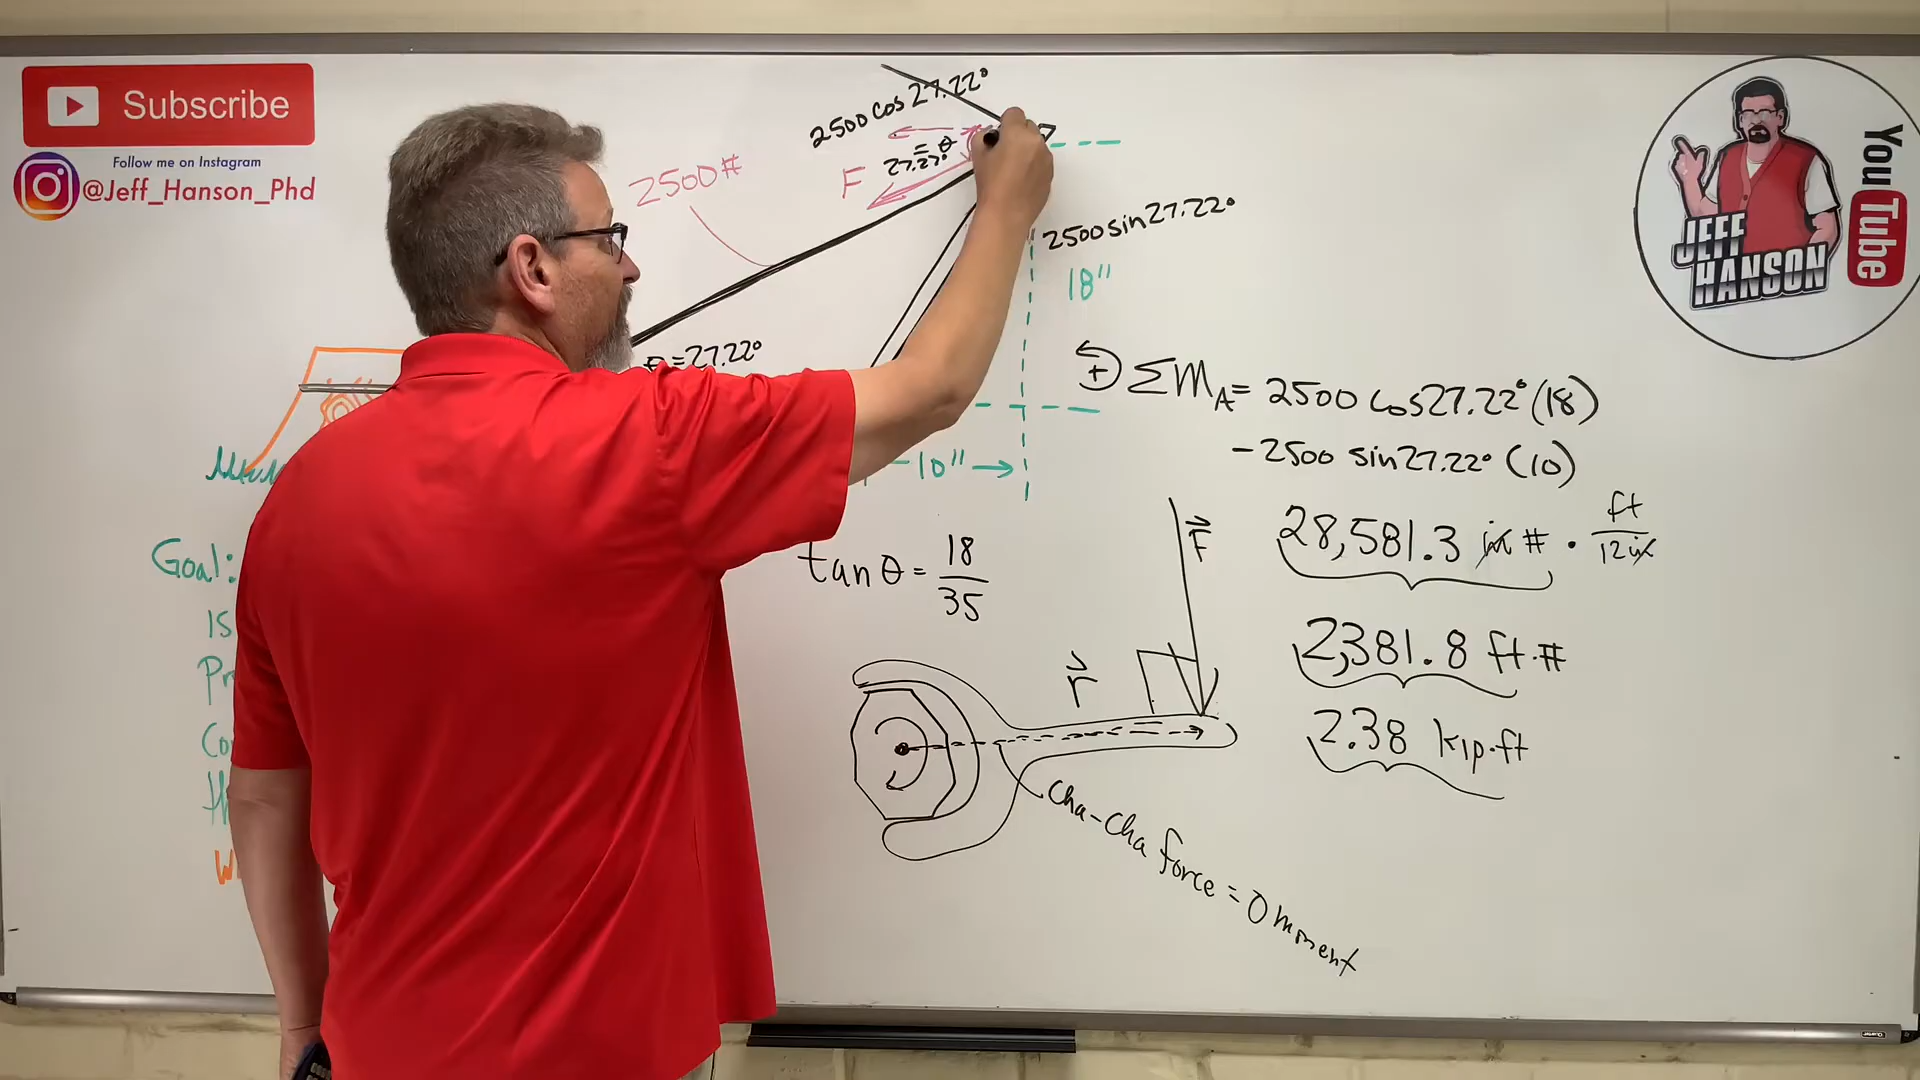 Subscribe
Follow me on Instagram
@Jeff_Hanson_Phd
2500 cos 27.22°
2500#
F
= θ
27.27°
2500 sin 27.22°
18"
θ=27.22°
+ ΣM_A = 2500 cos 27.22° (18)
-2500 sin 27.22° (10)
10"
Goal:
tan θ = 18/35
F
28,581.3 in # · ft/12in
2,381.8 ft·#
r
2.38 kip·ft
Cha-Cha force = 0 moment
JEFF
HANSON
YouTube